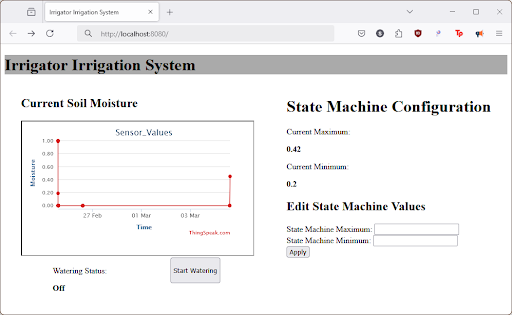 Irrigator Irrigation System
http://localhost:8080/
Irrigator Irrigation System
Current Soil Moisture
Sensor_Values
Moisture
1.00
0.80
0.60
0.40
0.20
0.00
27 Feb
01 Mar
03 Mar
Time
ThingSpeak.com
Watering Status:
Off
Start Watering
State Machine Configuration
Current Maximum:
0.42
Current Minimum:
0.2
Edit State Machine Values
State Machine Maximum:
State Machine Minimum:
Apply